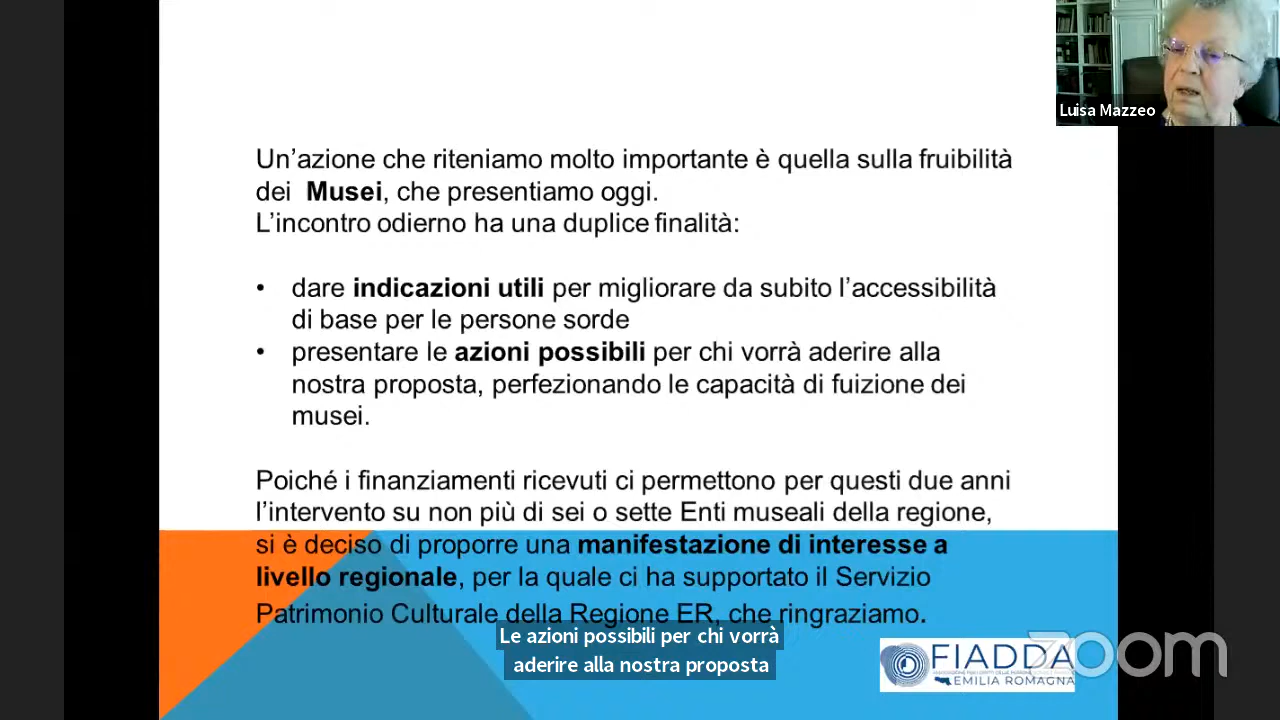 Luisa Mazzeo
Un’azione che riteniamo molto importante è quella sulla fruibilità
dei Musei, che presentiamo oggi.
L’incontro odierno ha una duplice finalità:
• dare indicazioni utili per migliorare da subito l’accessibilità
di base per le persone sorde
• presentare le azioni possibili per chi vorrà aderire alla
nostra proposta, perfezionando le capacità di fuizione dei
musei.
Poiché i finanziamenti ricevuti ci permettono per questi due anni
l’intervento su non più di sei o sette Enti museali della regione,
si è deciso di proporre una manifestazione di interesse a
livello regionale, per la quale ci ha supportato il Servizio
Patrimonio Culturale della Regione ER, che ringraziamo.
Le azioni possibili per chi vorrà
aderire alla nostra proposta
FIADDA
EMILIA ROMAGNA
zoom